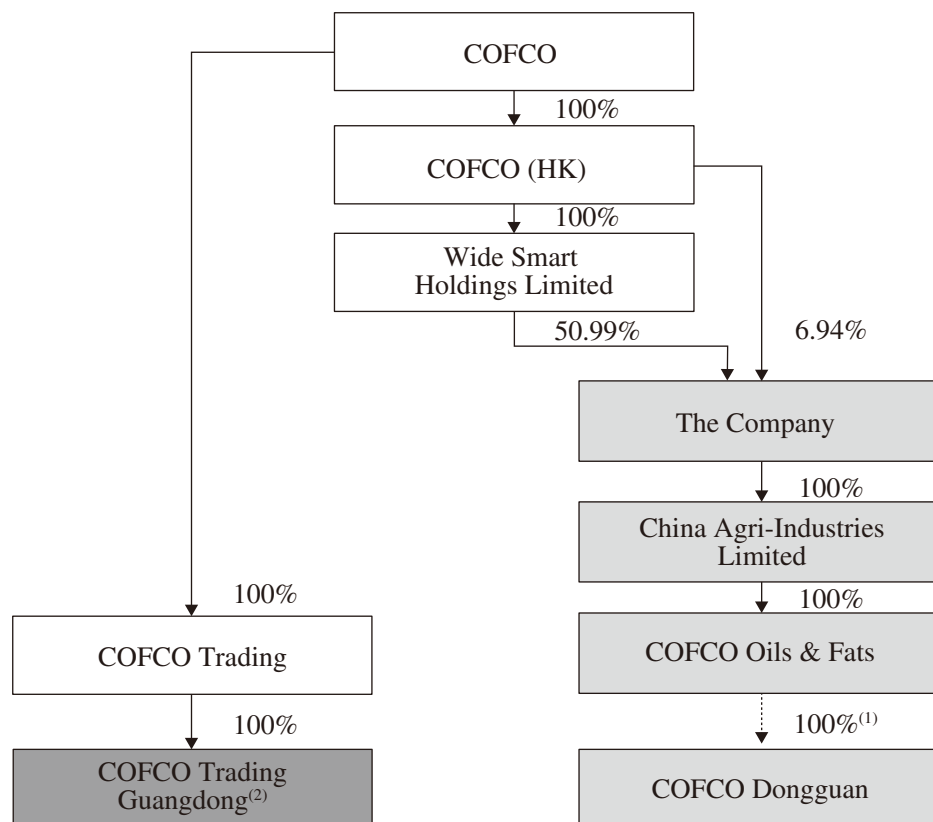 COFCO
100%
COFCO (HK)
100%
Wide Smart
Holdings Limited
50.99%
6.94%
The Company
100%
China Agri-Industries
Limited
100%
100%
COFCO Trading
COFCO Oils & Fats
100%
100%(1)
COFCO Trading
Guangdong(2)
COFCO Dongguan